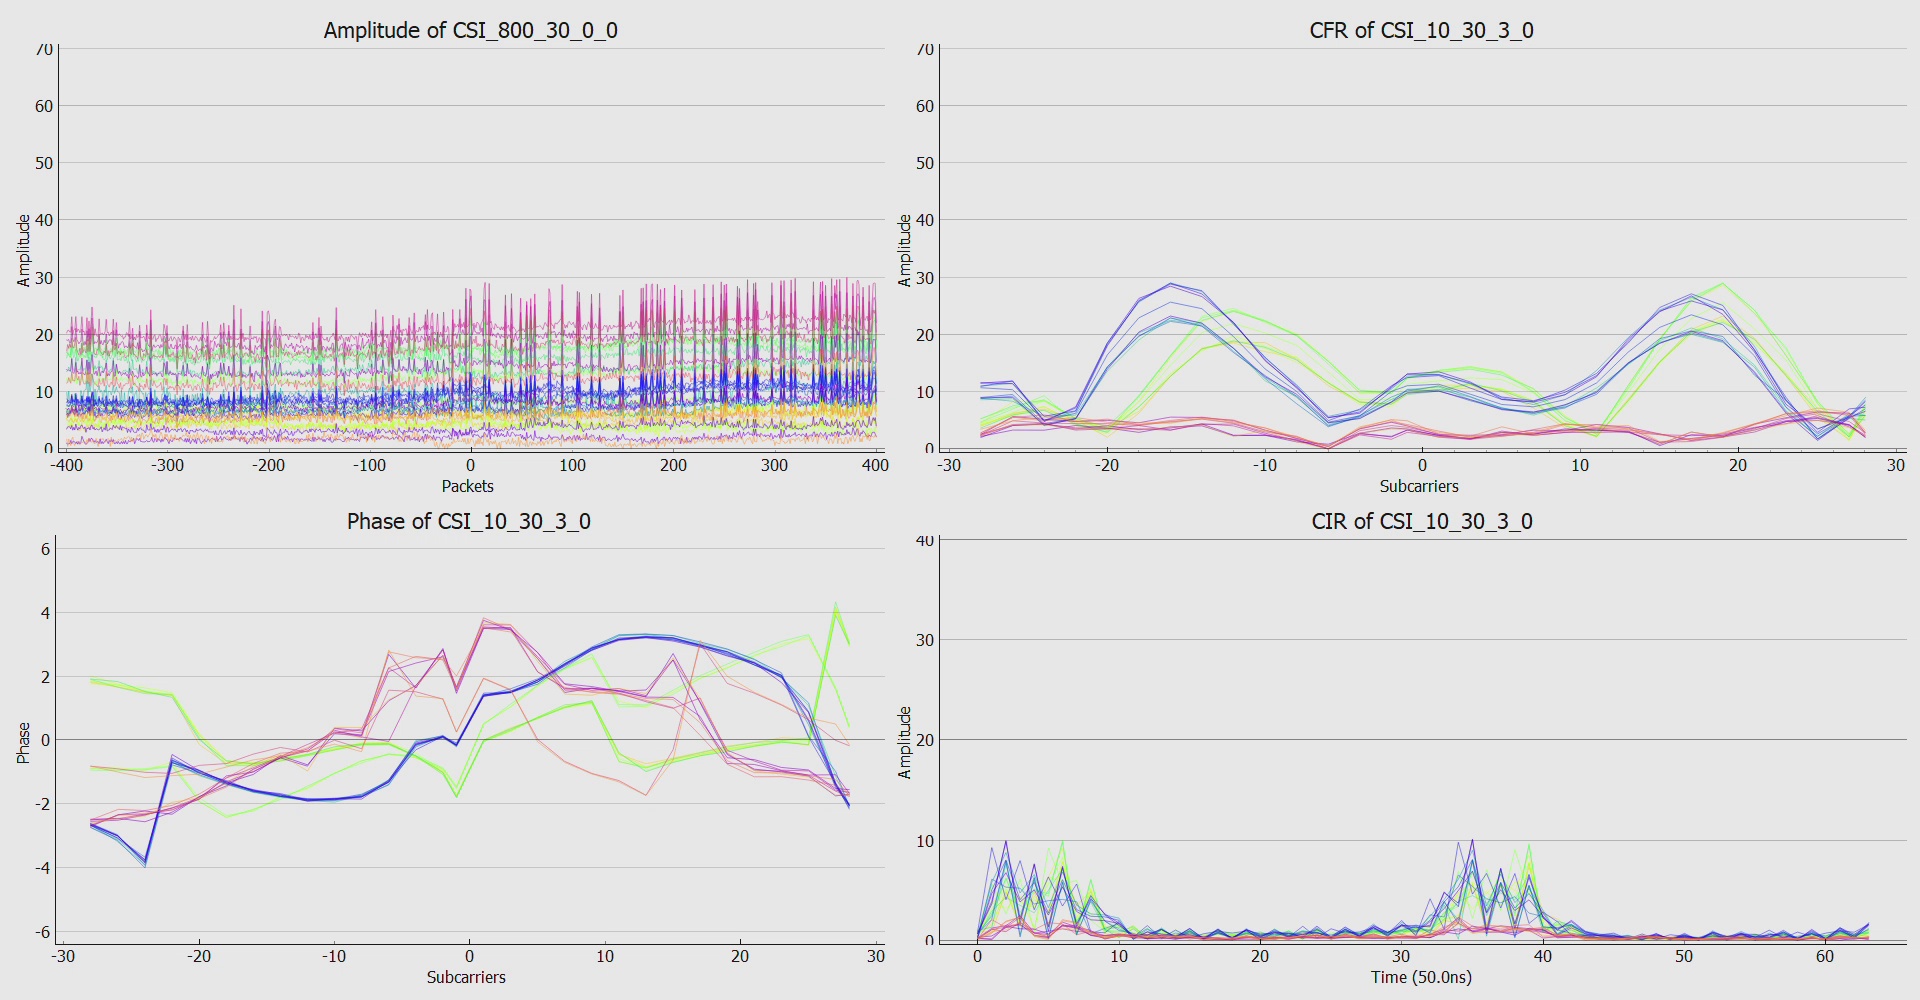 Amplitude of CSI_800_30_0_0
70
60
50
40
30
20
10
0
Amplitude
-400 -300 -200 -100 0 100 200 300 400
Packets
CFR of CSI_10_30_3_0
70
60
50
40
30
20
10
0
Amplitude
-30 -20 -10 0 10 20 30
Subcarriers
Phase of CSI_10_30_3_0
6
4
2
0
-2
-4
-6
Phase
-30 -20 -10 0 10 20 30
Subcarriers
CIR of CSI_10_30_3_0
40
30
20
10
0
Amplitude
0 10 20 30 40 50 60
Time (50.0ns)